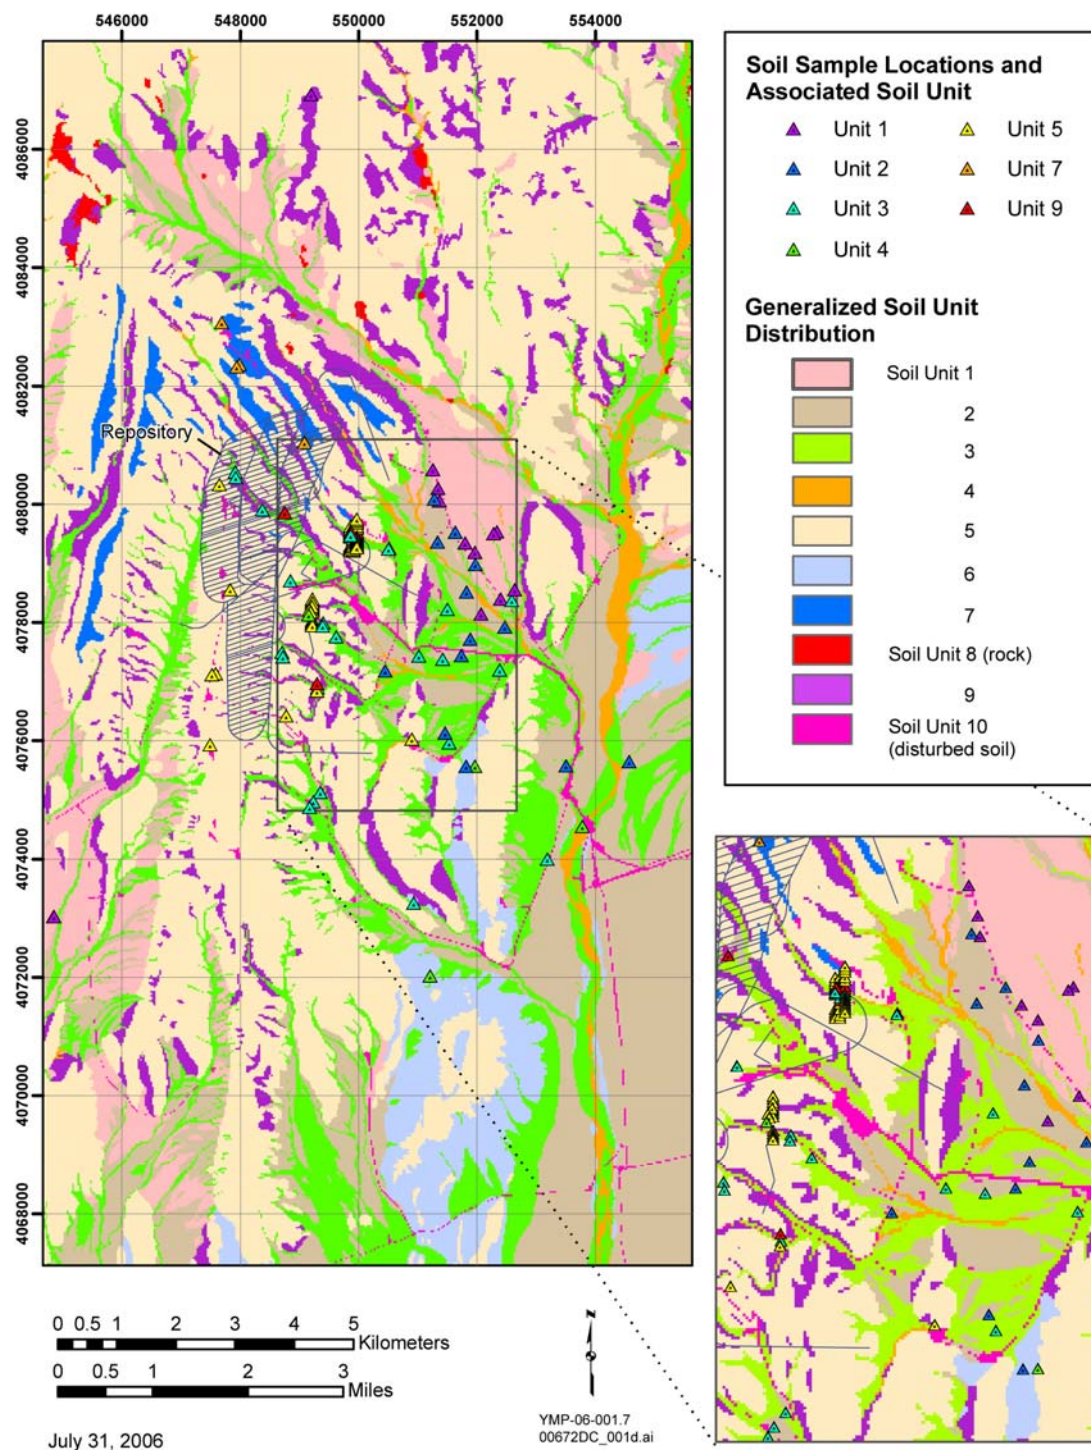 546000 548000 550000 552000 554000
4086000
4084000
4082000
4080000
4078000
4076000
4074000
4072000
4070000
4068000
Repository
Soil Sample Locations and
Associated Soil Unit
Unit 1 Unit 5
Unit 2 Unit 7
Unit 3 Unit 9
Unit 4
Generalized Soil Unit
Distribution
Soil Unit 1
2
3
4
5
6
7
Soil Unit 8 (rock)
9
Soil Unit 10
(disturbed soil)
0 0.5 1 2 3 4 5
Kilometers
0 0.5 1 2 3
Miles
N
YMP-06-001.7
00672DC_001d.ai
July 31, 2006